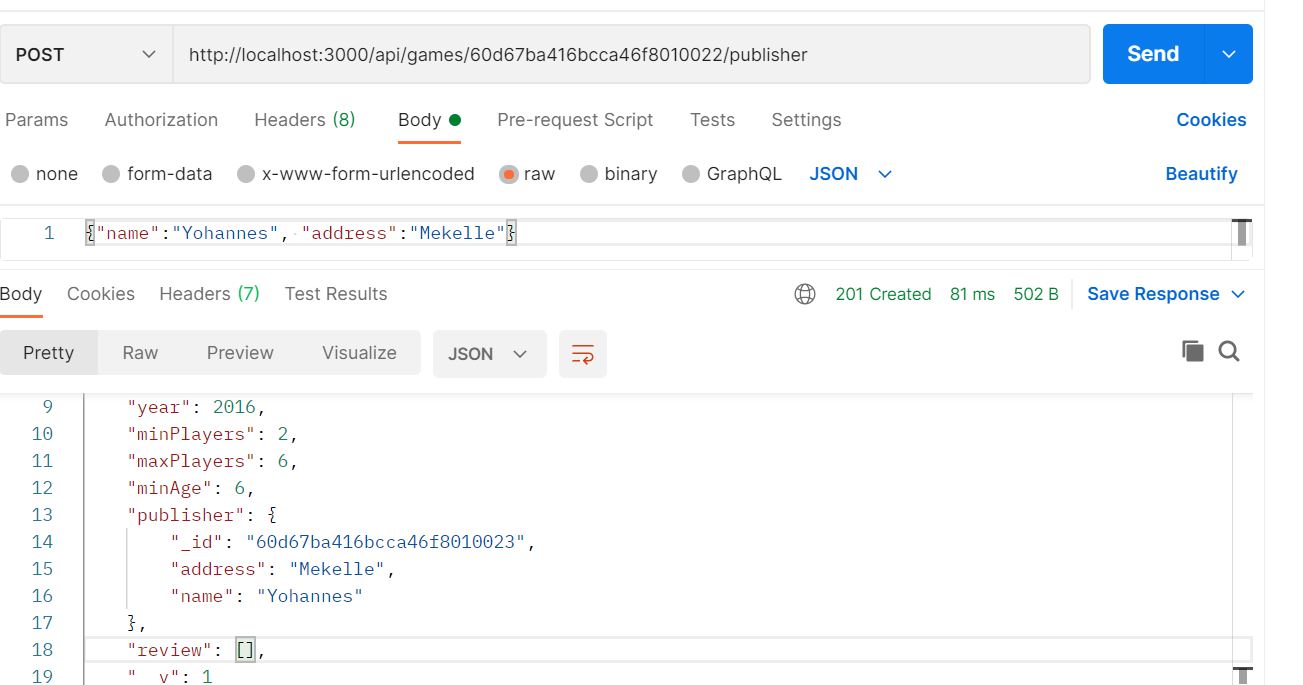 POST http://localhost:3000/api/games/60d67ba416bcca46f8010022/publisher Send
Params Authorization Headers (8) Body Pre-request Script Tests Settings Cookies
none form-data x-www-form-urlencoded raw binary GraphQL JSON Beautify
1 {"name":"Yohannes", "address":"Mekelle"}
Body Cookies Headers (7) Test Results 201 Created 81 ms 502 B Save Response
Pretty Raw Preview Visualize JSON
9 "year": 2016,
10 "minPlayers": 2,
11 "maxPlayers": 6,
12 "minAge": 6,
13 "publisher": {
14 "_id": "60d67ba416bcca46f8010023",
15 "address": "Mekelle",
16 "name": "Yohannes"
17 },
18 "review": [],
19 "__v": 1